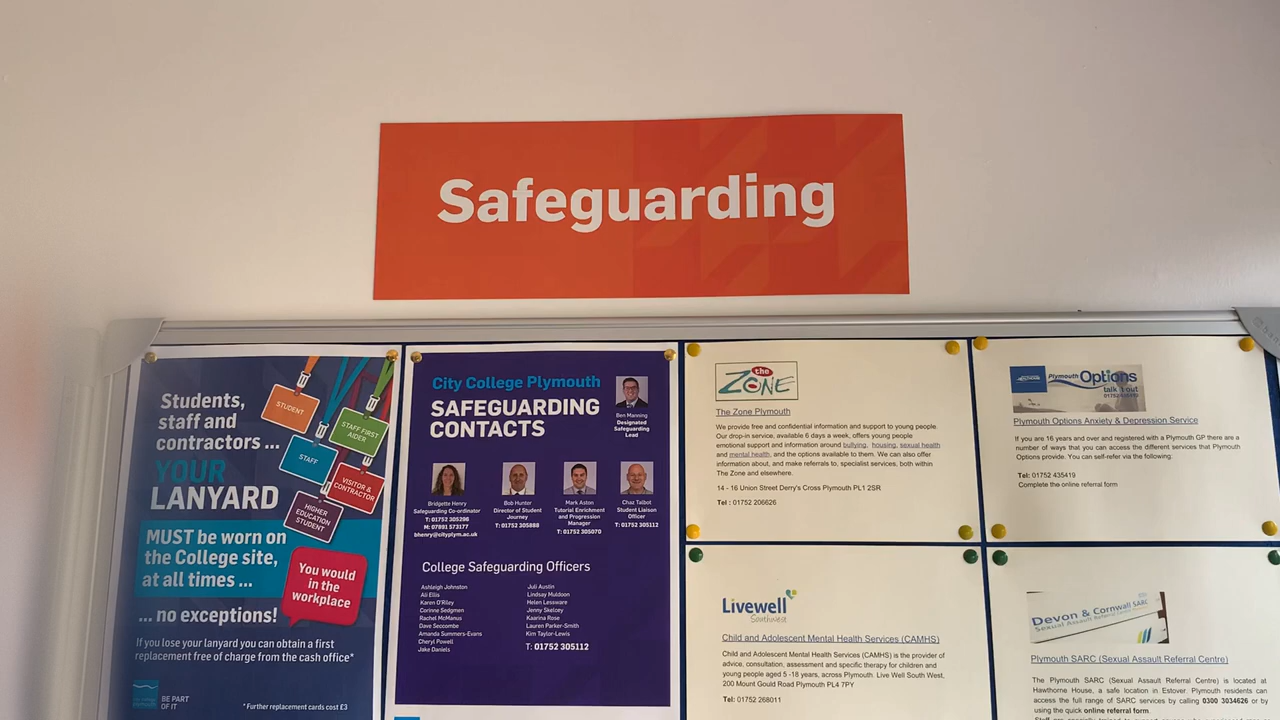 Safeguarding
Students,
staff and
contractors ...
YOUR
LANYARD
MUST be worn on
the College site,
at all times ...
... no exceptions!
If you lose your lanyard you can obtain a first
replacement free of charge from the cash office*
BE PART
OF IT
* Further replacement cards cost £3
STUDENT
STAFF FIRST
AIDER
STAFF
VISITOR &
CONTRACTOR
HIGHER
EDUCATION
STUDENT
You would
in the
workplace
City College Plymouth
SAFEGUARDING
CONTACTS
Ben Manning
Designated
Safeguarding
Lead
Bridgette Henry
Safeguarding Co-ordinator
T: 01752 305296
M: 07891 573177
bhenry@cityplym.ac.uk
Bob Hunter
Director of Student
Journey
T: 01752 305888
Mark Aston
Tutorial Enrichment
and Progression
Manager
T: 01752 305070
Chaz Talbot
Student Liaison
Officer
T: 01752 305112
College Safeguarding Officers
Ashleigh Johnston
Ali Ellis
Karen O'Riley
Corinne Sedgmen
Rachel McManus
Dave Seccombe
Amanda Summers-Evans
Cheryl Powell
Jake Daniels
Juli Austin
Lindsay Muldoon
Helen Lessware
Jenny Skelcey
Kaarina Rose
Lauren Parker-Smith
Kim Taylor-Lewis
T: 01752 305112
the
ZONE
The Zone Plymouth
We provide free and confidential information and support to young people.
Our drop-in service, available 6 days a week, offers young people
emotional support and information around bullying, housing, sexual health
and mental health, and the options available to them. We can also offer
information about, and make referrals to, specialist services, both within
The Zone and elsewhere.
14 - 16 Union Street Derry's Cross Plymouth PL1 2SR
Tel : 01752 206626
Plymouth Options
talk it out
Plymouth Options Anxiety & Depression Service
If you are 16 years and over and registered with a Plymouth GP there are a
number of ways that you can access the different services that Plymouth
Options provide. You can self-refer via the following:
Tel: 01752 435419
Complete the online referral form
Livewell
Southwest
Child and Adolescent Mental Health Services (CAMHS)
Child and Adolescent Mental Health Services (CAMHS) is the provider of
advice, consultation, assessment and specific therapy for children and
young people aged 5 -18 years, across Plymouth. Live Well South West,
200 Mount Gould Road Plymouth PL4 7PY
Tel: 01752 268011
Devon & Cornwall SARC
Sexual Assault Referral Centre
Plymouth SARC (Sexual Assault Referral Centre)
The Plymouth SARC (Sexual Assault Referral Centre) is located at
Hawthorne House, a safe location in Estover. Plymouth residents can
access the full range of SARC services by calling 0300 3034626 or by
using the quick online referral form.